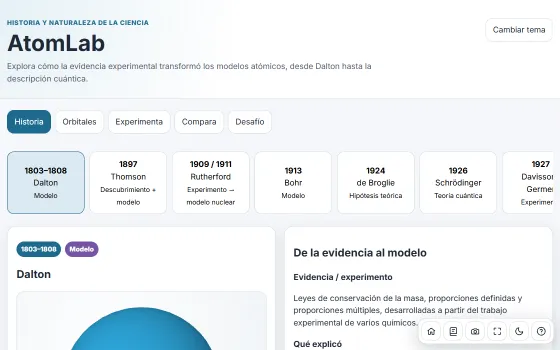 HISTORIA Y NATURALEZA DE LA CIENCIA
AtomLab
Explora cómo la evidencia experimental transformó los modelos atómicos, desde Dalton hasta la
descripción cuántica.
Cambiar tema
Historia
Orbitales
Experimenta
Compara
Desafío
1803–1808
Dalton
Modelo
1897
Thomson
Descubrimiento +
modelo
1909 / 1911
Rutherford
Experimento →
modelo nuclear
1913
Bohr
Modelo
1924
de Broglie
Hipótesis teórica
1926
Schrödinger
Teoría cuántica
1927
1803–1808
Modelo
Dalton
De la evidencia al modelo
Evidencia / experimento
Leyes de conservación de la masa, proporciones definidas y
proporciones múltiples, desarrolladas a partir del trabajo
experimental de varios químicos.
Qué explicó